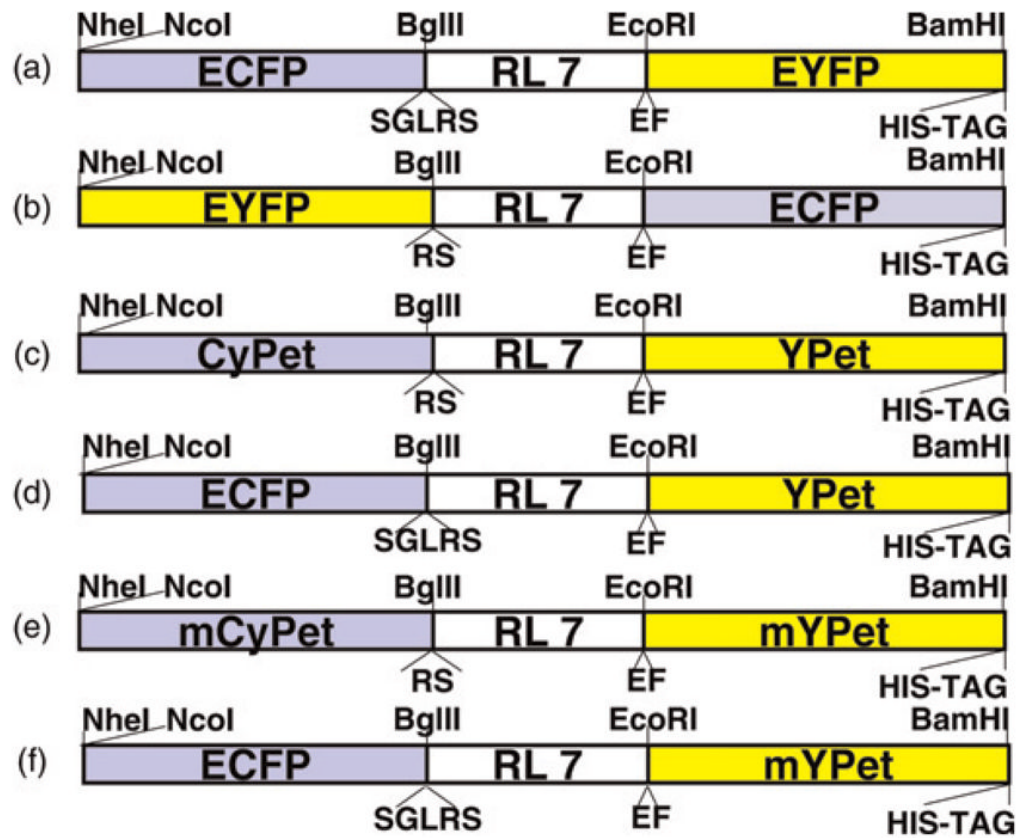 NheI NcoI BglII EcoRI BamHI
(a) ECFP RL 7 EYFP
SGLRS EF HIS-TAG
NheI NcoI BglII EcoRI BamHI
(b) EYFP RL 7 ECFP
RS EF HIS-TAG
NheI NcoI BglII EcoRI BamHI
(c) CyPet RL 7 YPet
RS EF HIS-TAG
NheI NcoI BglII EcoRI BamHI
(d) ECFP RL 7 YPet
SGLRS EF HIS-TAG
NheI NcoI BglII EcoRI BamHI
(e) mCyPet RL 7 mYPet
RS EF HIS-TAG
NheI NcoI BglII EcoRI BamHI
(f) ECFP RL 7 mYPet
SGLRS EF HIS-TAG